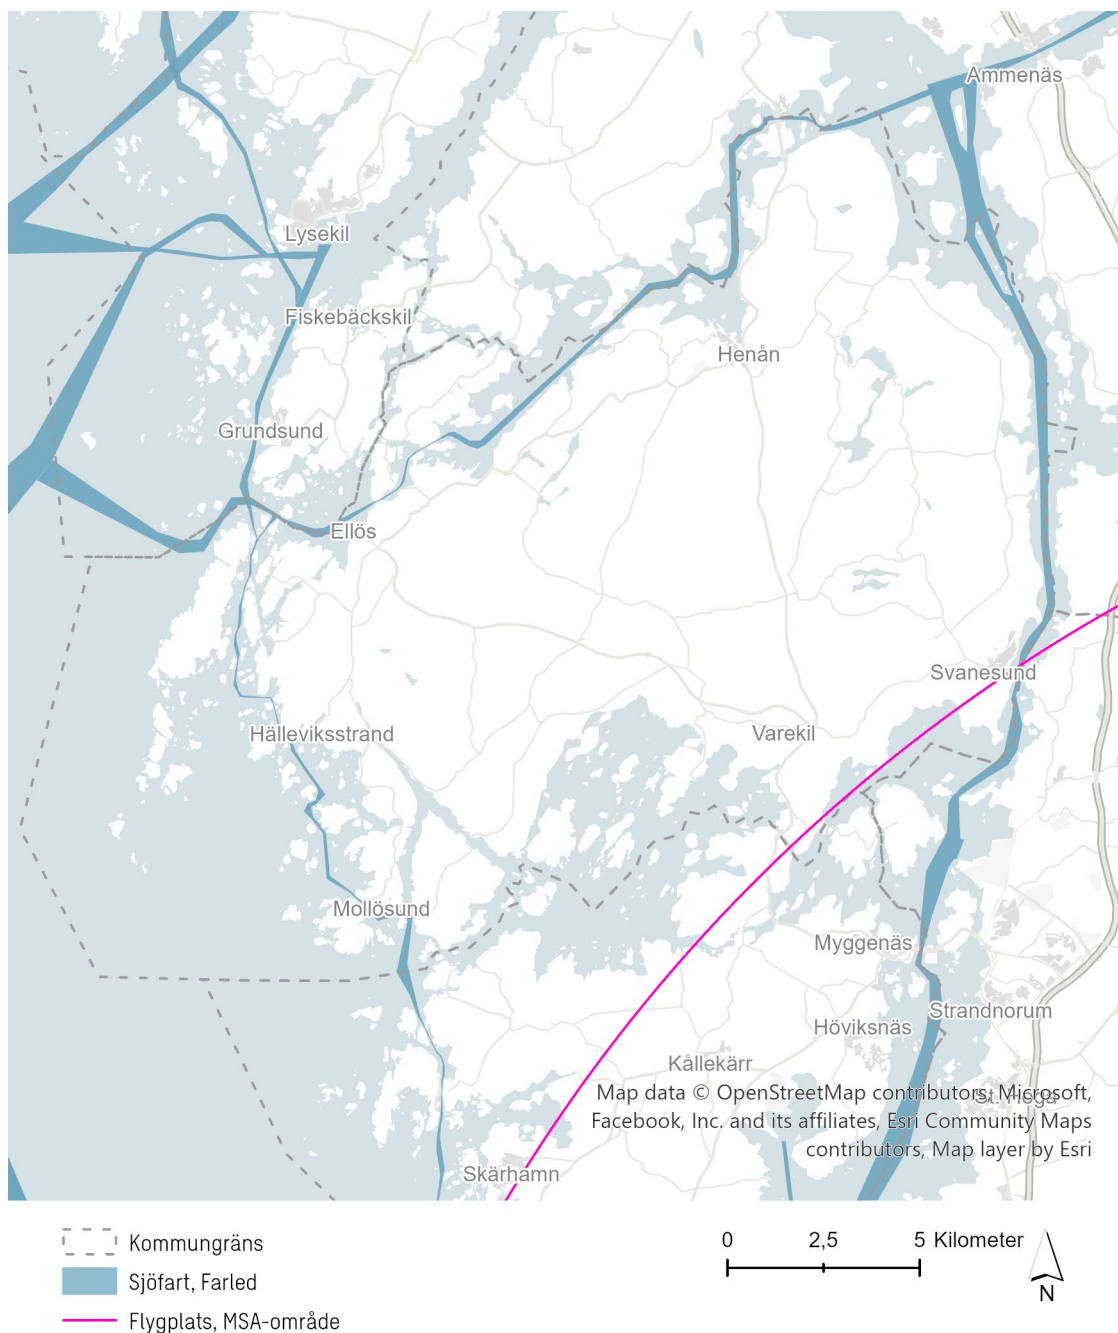 Ammenäs
Lysekil
Fiskebäckskil
Henån
Grundsund
Ellös
Svanesund
Hälleviksstrand
Varekil
Mollösund
Myggenäs
Strandnorum
Höviksnäs
Kållekärr
Map data © OpenStreetMap contributors, Microsoft,
Facebook, Inc. and its affiliates, Esri Community Maps
contributors, Map layer by Esri
Skärhamn
Kommungräns
Sjöfart, Farled
Flygplats, MSA-område
0 2,5 5 Kilometer
N